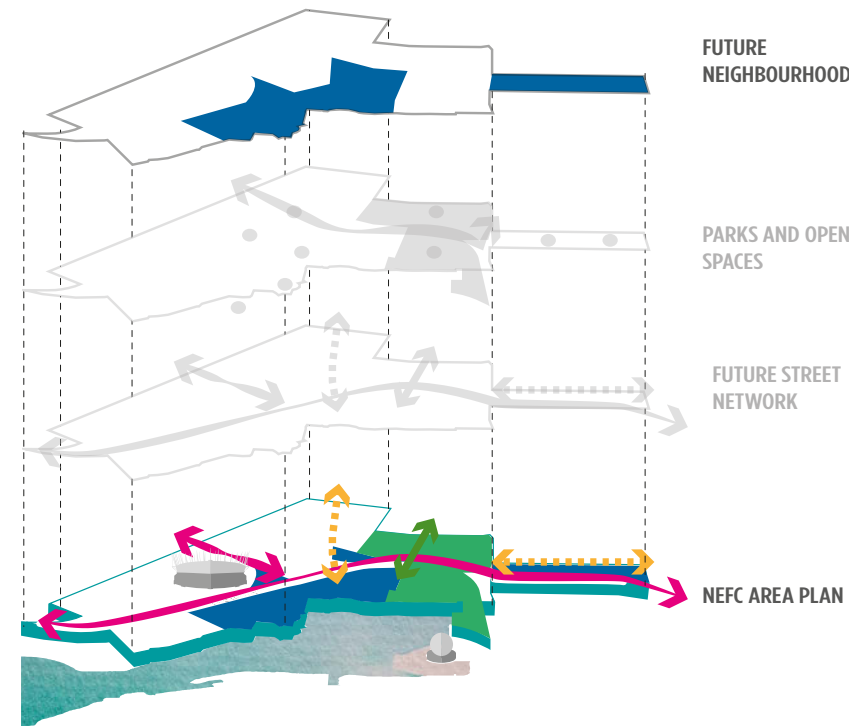 FUTURE
NEIGHBOURHOOD
PARKS AND OPEN
SPACES
FUTURE STREET
NETWORK
NEFC AREA PLAN